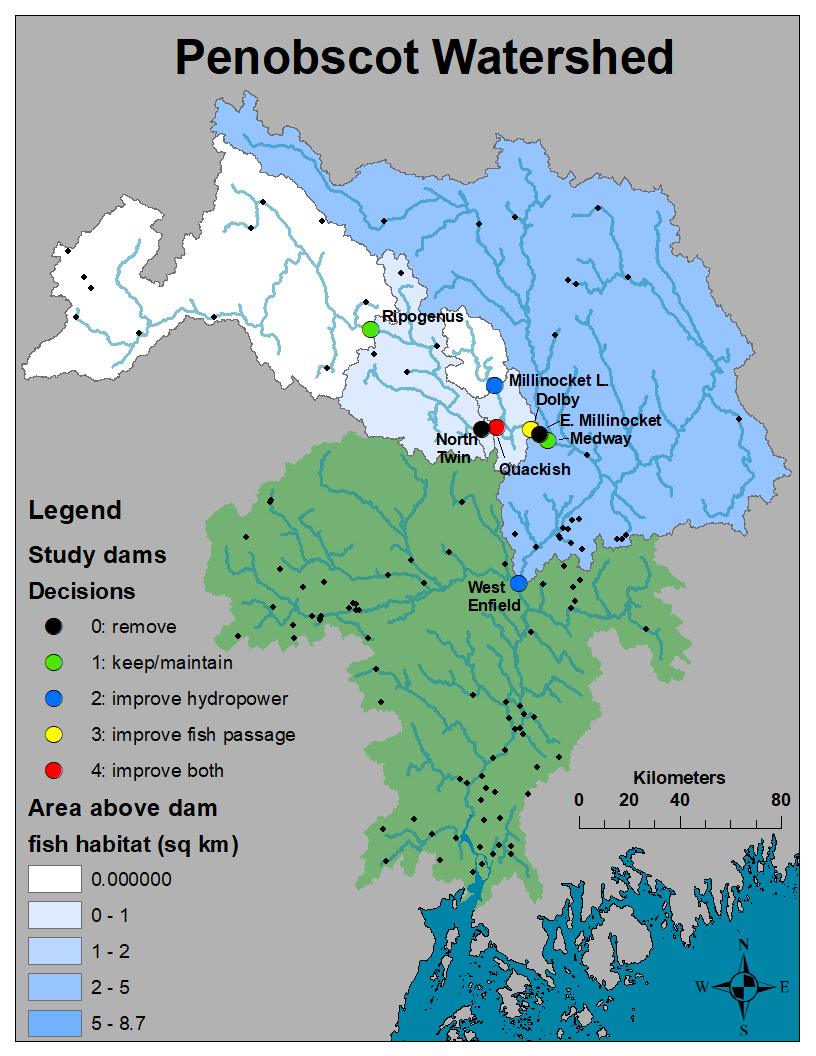 Penobscot Watershed
Ripogenus
Millinocket L.
Dolby
E. Millinocket
Medway
North
Twin
Quackish
West
Enfield
Legend
Study dams
Decisions
0: remove
1: keep/maintain
2: improve hydropower
3: improve fish passage
4: improve both
Area above dam
fish habitat (sq km)
0.000000
0 - 1
1 - 2
2 - 5
5 - 8.7
Kilometers
0 20 40 80
N
W E
S